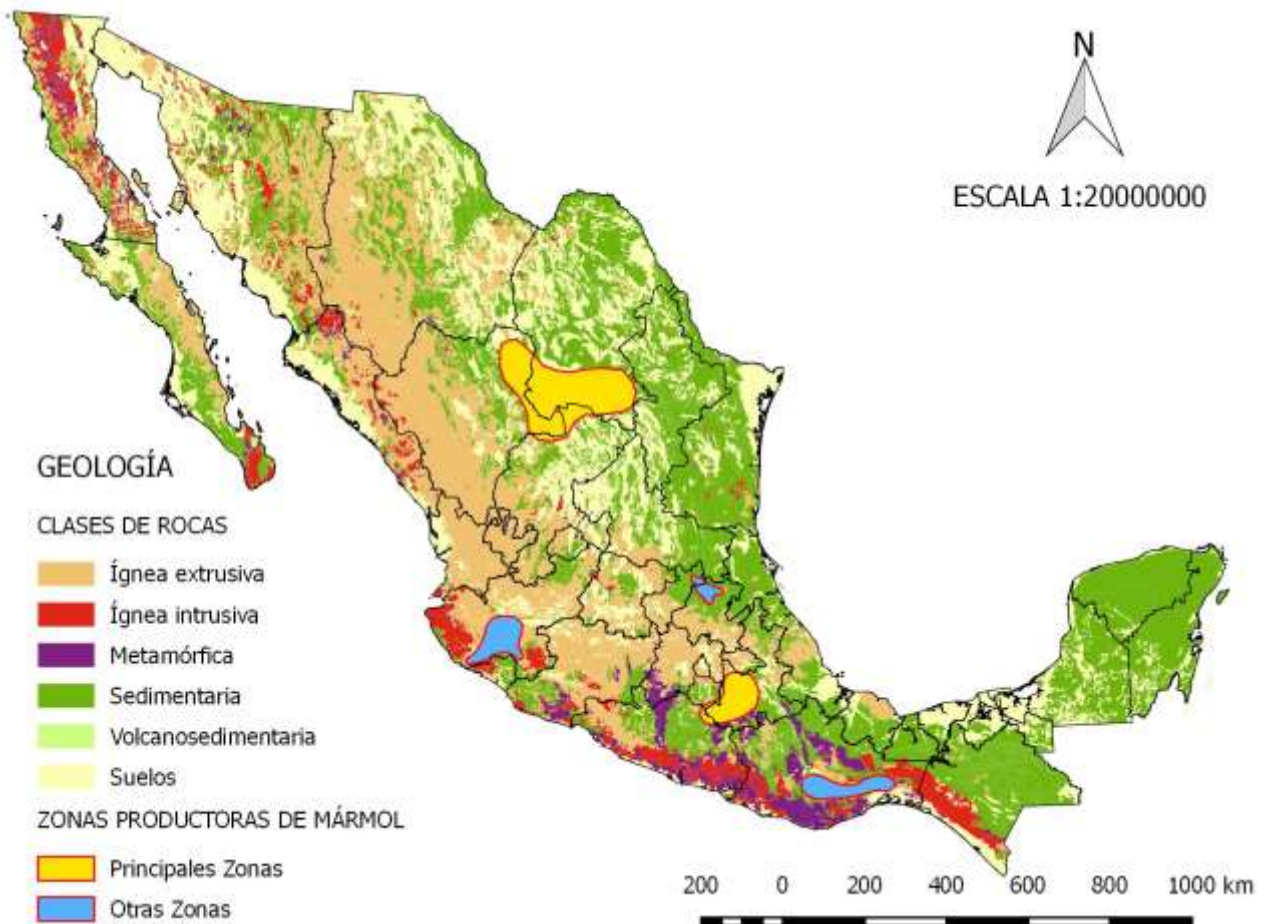 N
ESCALA 1:20000000
GEOLOGÍA
CLASES DE ROCAS
Ígnea extrusiva
Ígnea intrusiva
Metamórfica
Sedimentaria
Volcanosedimentaria
Suelos
ZONAS PRODUCTORAS DE MÁRMOL
Principales Zonas
Otras Zonas
200 0 200 400 600 800 1000 km